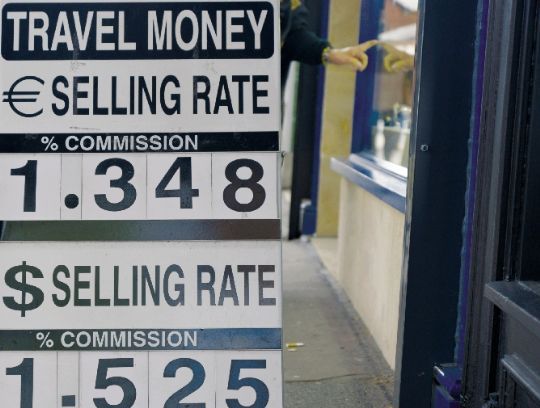 TRAVEL MONEY
€ SELLING RATE
% COMMISSION
1.348
$ SELLING RATE
% COMMISSION
1.525